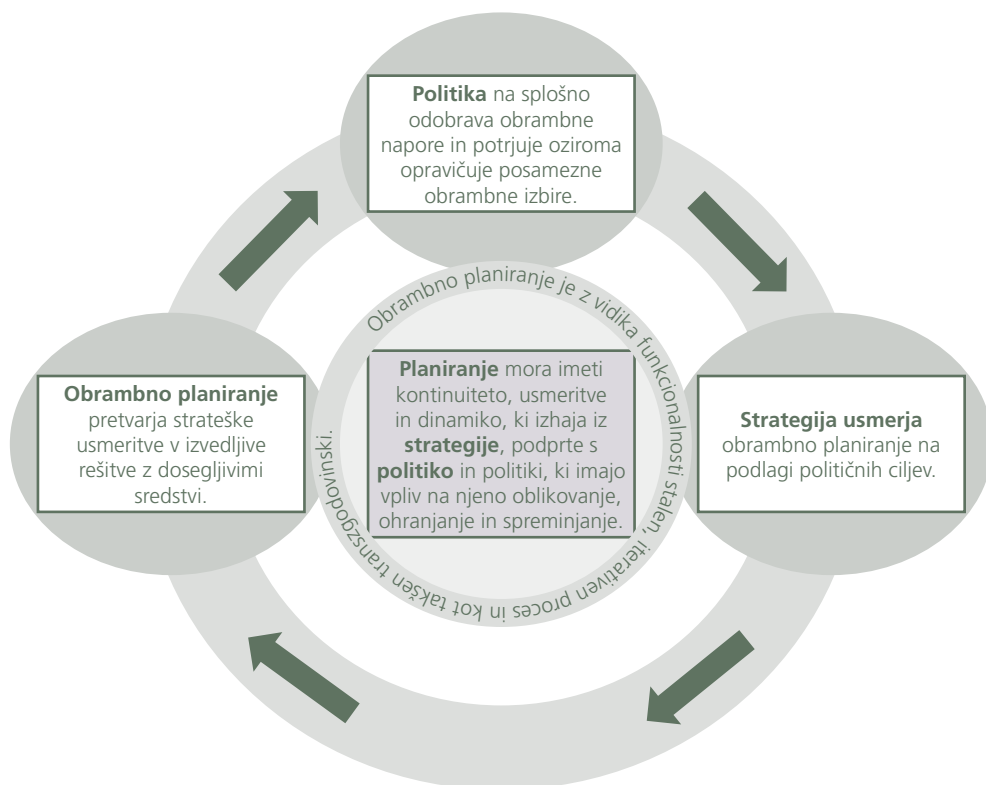 Politika na splošno
odobrava obrambne
napore in potrjuje oziroma
opravičuje posamezne
obrambne izbire.
Obrambno planiranje je z vidika funkcionalnosti stalen, iterativen proces in kot takšen transzgodovinski.
Obrambno planiranje
pretvarja strateške
usmeritve v izvedljive
rešitve z dosegljivimi
sredstvi.
Planiranje mora imeti
kontinuiteto, usmeritve
in dinamiko, ki izhaja iz
strategije, podprte s
politiko in politiki, ki imajo
vpliv na njeno oblikovanje,
ohranjanje in spreminjanje.
Strategija usmerja
obrambno planiranje na
podlagi političnih ciljev.